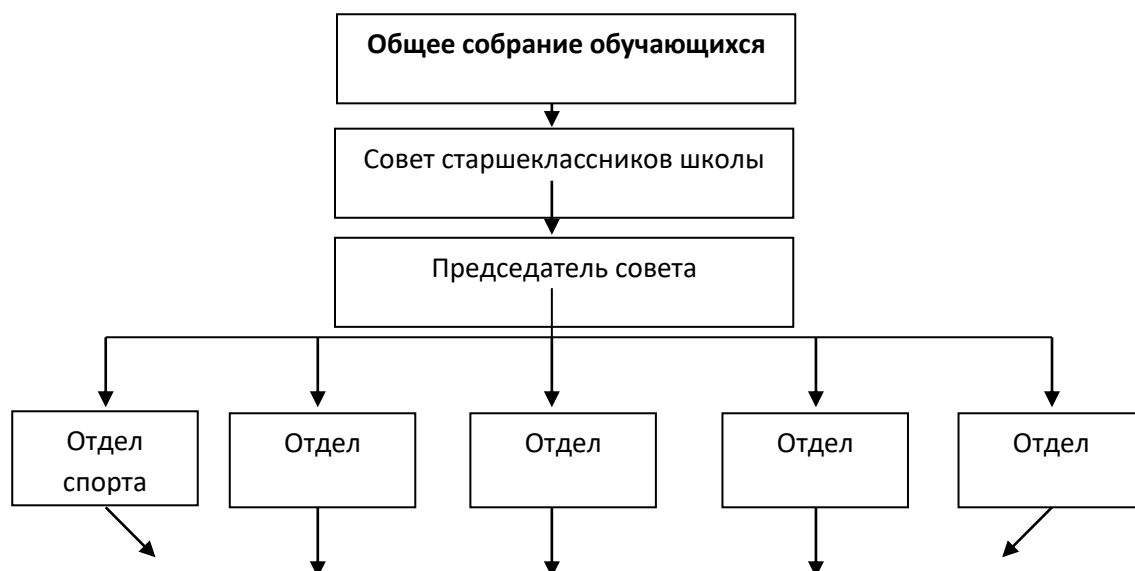 Общее собрание обучающихся
Совет старшеклассников школы
Председатель совета
Отдел
спорта
Отдел
Отдел
Отдел
Отдел